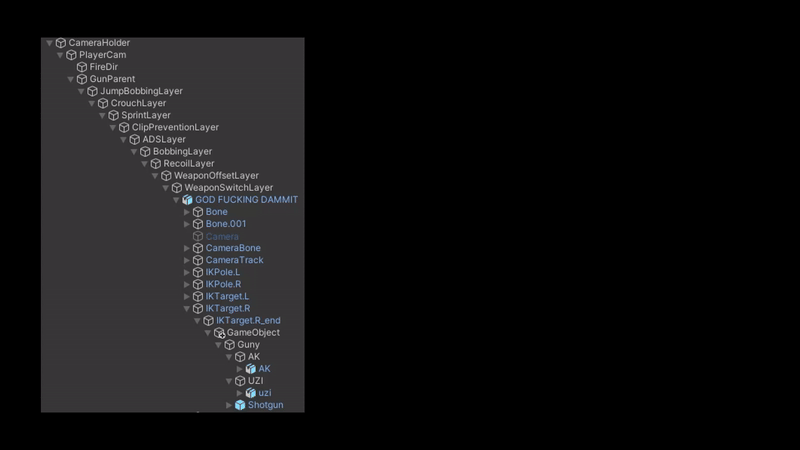 CameraHolder
PlayerCam
FireDir
GunParent
JumpBobbingLayer
CrouchLayer
SprintLayer
ClipPreventionLayer
ADSLayer
BobbingLayer
RecoilLayer
WeaponOffsetLayer
WeaponSwitchLayer
GOD FUCKING DAMMIT
Bone
Bone.001
Camera
CameraBone
CameraTrack
IKPole.L
IKPole.R
IKTarget.L
IKTarget.R
IKTarget.R_end
GameObject
Guny
AK
AK
UZI
uzi
Shotgun